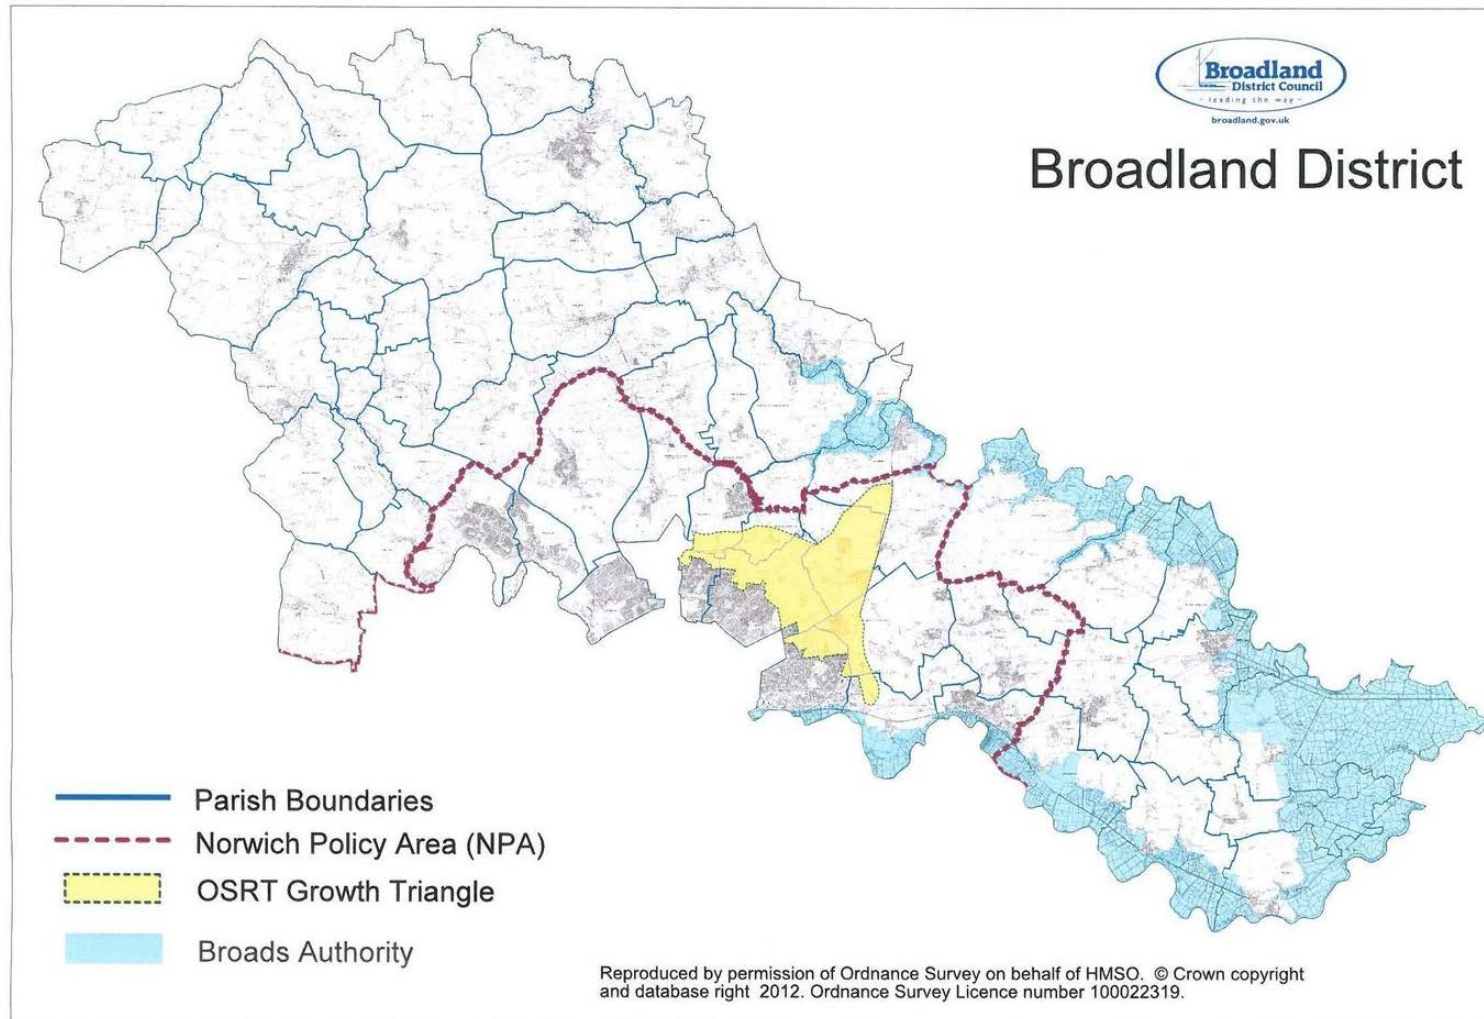 Broadland
District Council
- leading the way -
broadland.gov.uk
Broadland District
Parish Boundaries
Norwich Policy Area (NPA)
OSRT Growth Triangle
Broads Authority
Reproduced by permission of Ordnance Survey on behalf of HMSO. © Crown copyright
and database right 2012. Ordnance Survey Licence number 100022319.